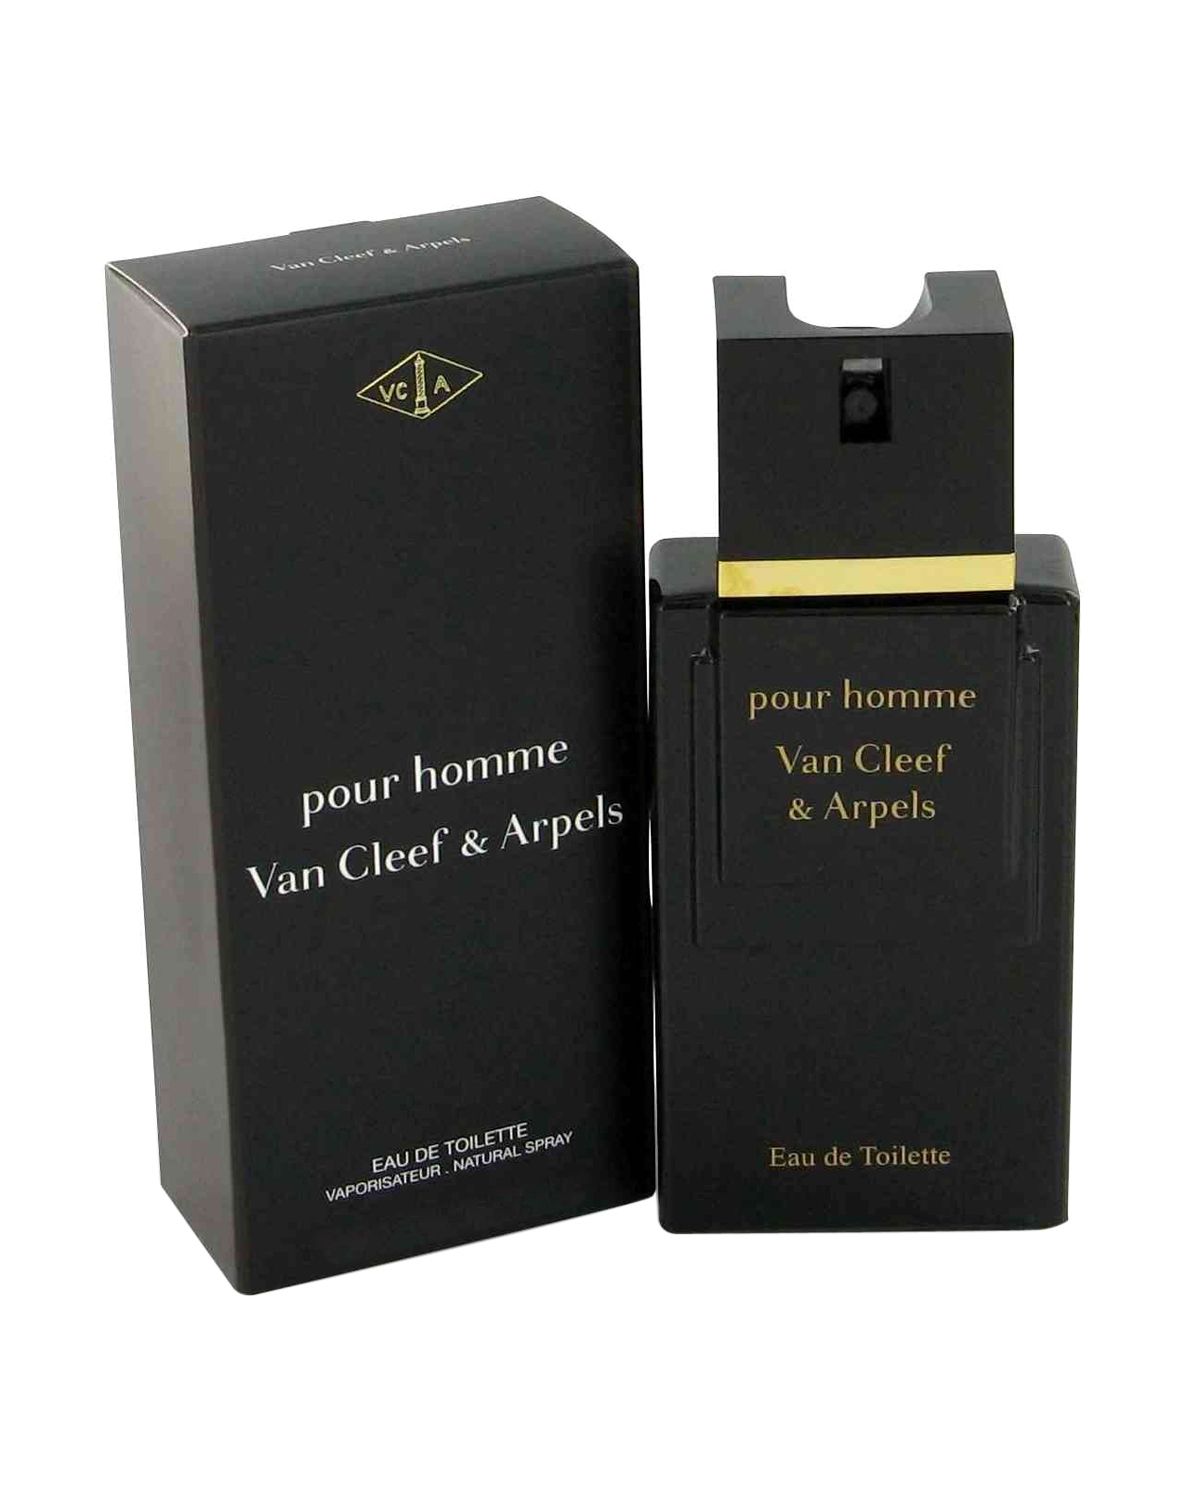 Van Cleef & Arpels
VC A
pour homme
Van Cleef & Arpels
EAU DE TOILETTE
VAPORISATEUR . NATURAL SPRAY
pour homme
Van Cleef
& Arpels
Eau de Toilette